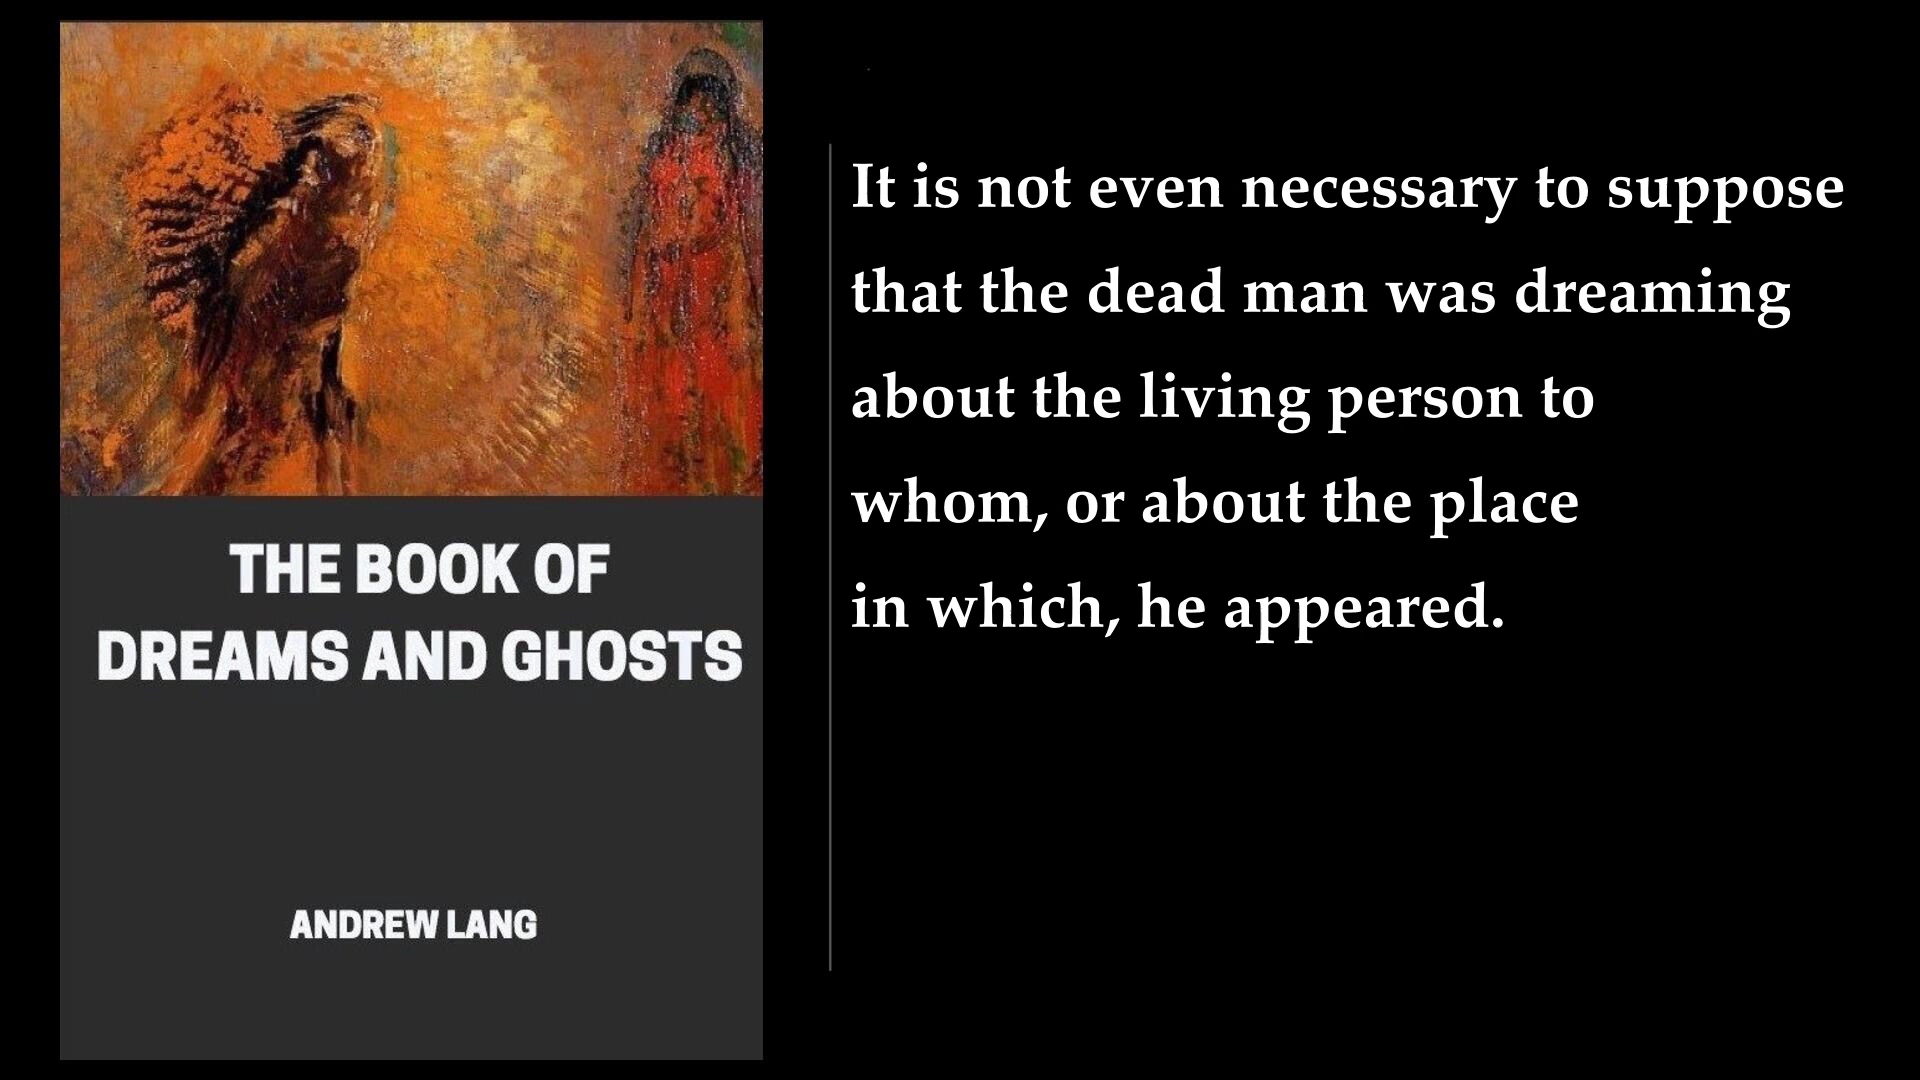 THE BOOK OF
DREAMS AND GHOSTS
ANDREW LANG
It is not even necessary to suppose
that the dead man was dreaming
about the living person to
whom, or about the place
in which, he appeared.